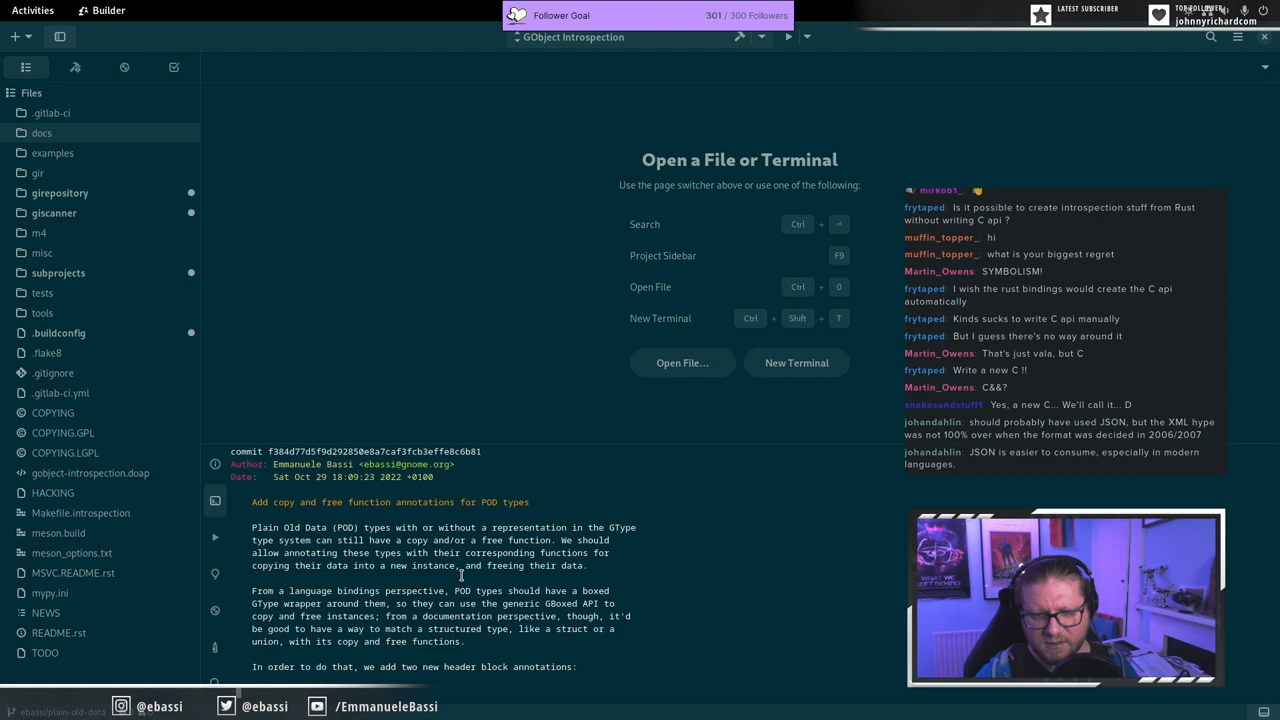 Activities
Builder
Follower Goal
301 / 300 Followers
LATEST SUBSCRIBER
johnnyrichardcom
GObject Introspection
Files
.gitlab-ci
docs
examples
gir
girepository
giscanner
m4
misc
subprojects
tests
tools
.buildconfig
.flake8
.gitignore
.gitlab-ci.yml
COPYING
COPYING.GPL
COPYING.LGPL
gobject-introspection.doap
HACKING
Makefile.introspection
meson.build
meson_options.txt
MSVC.README.rst
mypy.ini
NEWS
README.rst
TODO
Open a File or Terminal
Use the page switcher above or use one of the following:
Search Ctrl + ⏎
Project Sidebar F9
Open File Ctrl + O
New Terminal Ctrl + Shift + T
Open File...
New Terminal
mirkob1_: 👋
frytaped: Is it possible to create introspection stuff from Rust
without writing C api ?
muffin_topper_: hi
muffin_topper_: what is your biggest regret
Martin_Owens: SYMBOLISM!
frytaped: I wish the rust bindings would create the C api
automatically
frytaped: Kinds sucks to write C api manually
frytaped: But I guess there's no way around it
Martin_Owens: That's just vala, but C
frytaped: Write a new C !!
Martin_Owens: C&&?
snakesandstuff1: Yes, a new C... We'll call it... D
johandahlin: should probably have used JSON, but the XML hype
was not 100% over when the format was decided in 2006/2007
johandahlin: JSON is easier to consume, especially in modern
languages.
commit f384d77d5f9d292850e8a7caf3fcb3effe8c6b81
Author: Emmanuele Bassi <ebassi@gnome.org>
Date: Sat Oct 29 18:09:23 2022 +0100
Add copy and free function annotations for POD types
Plain Old Data (POD) types with or without a representation in the GType
type system can still have a copy and/or a free function. We should
allow annotating these types with their corresponding functions for
copying their data into a new instance, and freeing their data.
From a language bindings perspective, POD types should have a boxed
GType wrapper around them, so they can use the generic GBoxed API to
copy and free instances; from a documentation perspective, though, it'd
be good to have a way to match a structured type, like a struct or a
union, with its copy and free functions.
In order to do that, we add two new header block annotations:
WHAT WE
LEFT BEHIND
@ebassi
@ebassi
/EmmanueleBassi
ebassi/plain-old-data